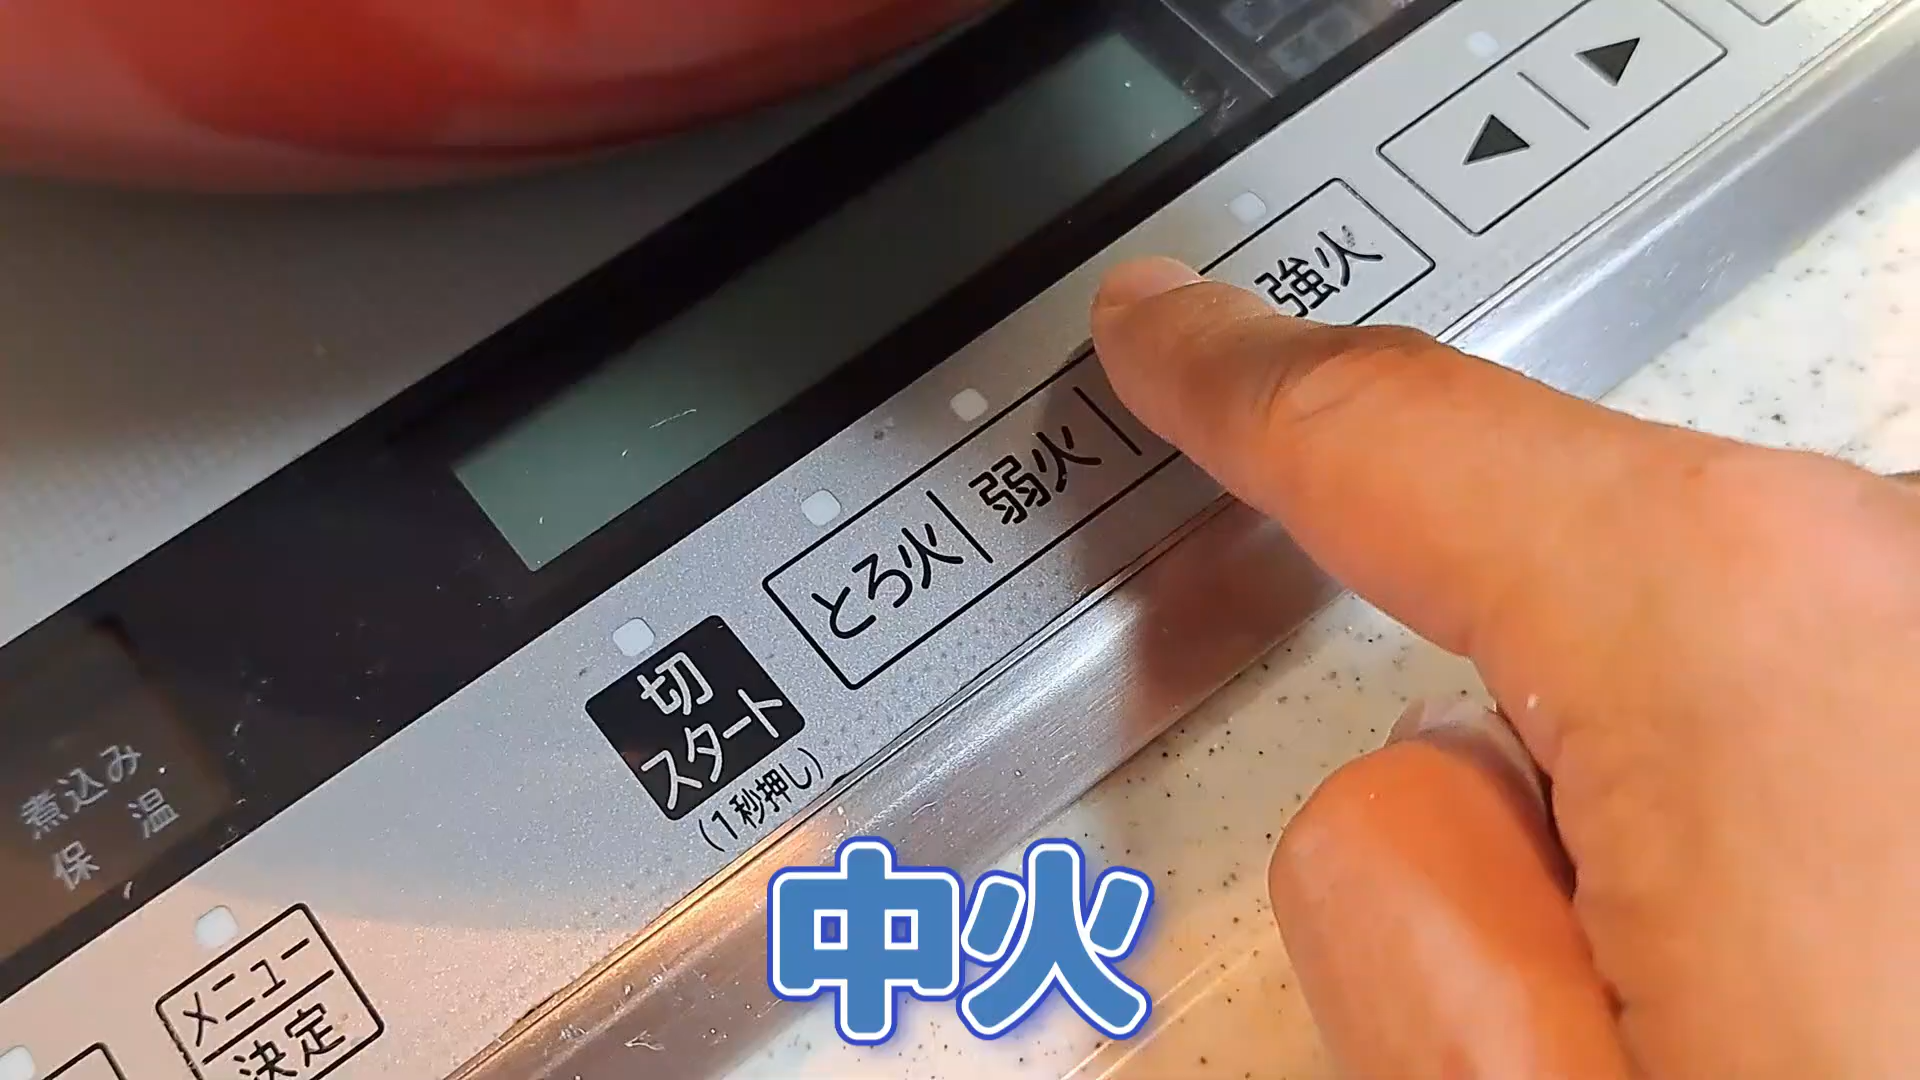 強火
弱火
とろ火
切
スタート
(1秒押し)
煮込み
保 温
メニュー
決定
中火